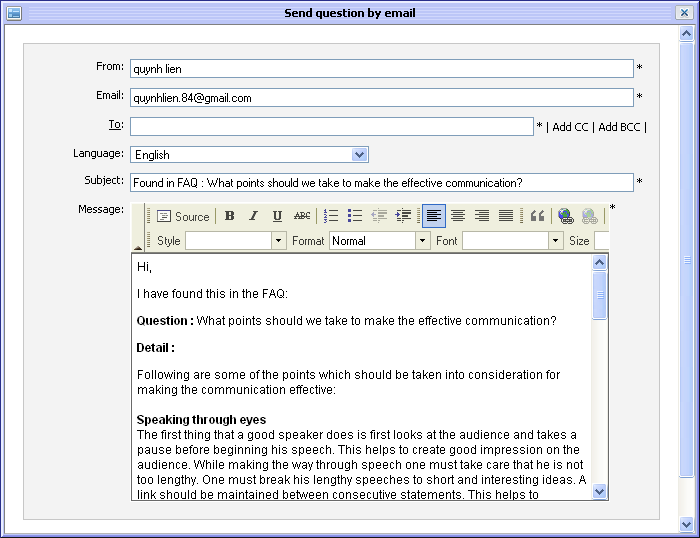 Send question by email
From: quynh lien *
Email: quynhlien.84@gmail.com *
To: * | Add CC | Add BCC |
Language: English
Subject: Found in FAQ : What points should we take to make the effective communication? *
Message: Source B I U ABC *
Style Format Normal Font Size
Hi,
I have found this in the FAQ:
Question : What points should we take to make the effective communication?
Detail :
Following are some of the points which should be taken into consideration for
making the communication effective:
Speaking through eyes
The first thing that a good speaker does is first looks at the audience and takes a
pause before beginning his speech. This helps to create good impression on the
audience. While making the way through speech one must take care that he is not
too lengthy. One must break his lengthy speeches to short and interesting ideas. A
link should be maintained between consecutive statements. This helps to